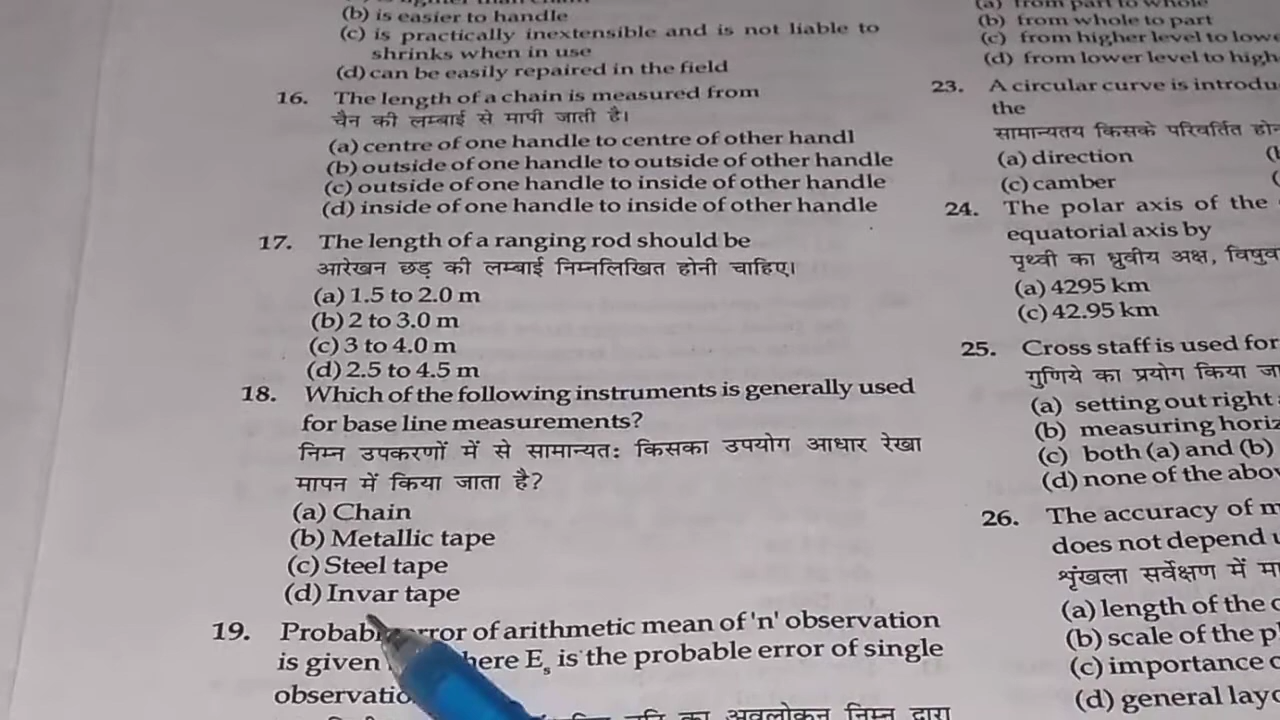 (b) is easier to handle
(c) is practically inextensible and is not liable to
shrinks when in use
(d) can be easily repaired in the field
16. The length of a chain is measured from
चैन की लम्बाई से मापी जाती है।
(a) centre of one handle to centre of other handl
(b) outside of one handle to outside of other handle
(c) outside of one handle to inside of other handle
(d) inside of one handle to inside of other handle
17. The length of a ranging rod should be
आरेखन छड़ की लम्बाई निम्नलिखित होनी चाहिए।
(a) 1.5 to 2.0 m
(b) 2 to 3.0 m
(c) 3 to 4.0 m
(d) 2.5 to 4.5 m
18. Which of the following instruments is generally used
for base line measurements?
निम्न उपकरणों में से सामान्यत: किसका उपयोग आधार रेखा
मापन में किया जाता है?
(a) Chain
(b) Metallic tape
(c) Steel tape
(d) Invar tape
19. error of arithmetic mean of 'n' observation
is given Eₛ is the probable error of single
का अवलोकन निम्न द्वारा
(a) from part to whole
(b) from whole to part
(c) from higher level to
(d) from lower level to
23. A circular curve is
the
सामान्यतय किसके परिवर्तित
(a) direction
(c) camber
24. The polar axis of the
equatorial axis by
पृथ्वी का ध्रुवीय अक्ष,
(a) 4295 km
(c) 42.95 km
25. Cross staff is used for
गुणिये का प्रयोग किया
(a) setting out right
(b) measuring
(c) both (a) and (b)
(d) none of the
26. The accuracy of
does not depend
शृंखला सर्वेक्षण में
(a) length of the
(b) scale of the
(c) importance
(d) general